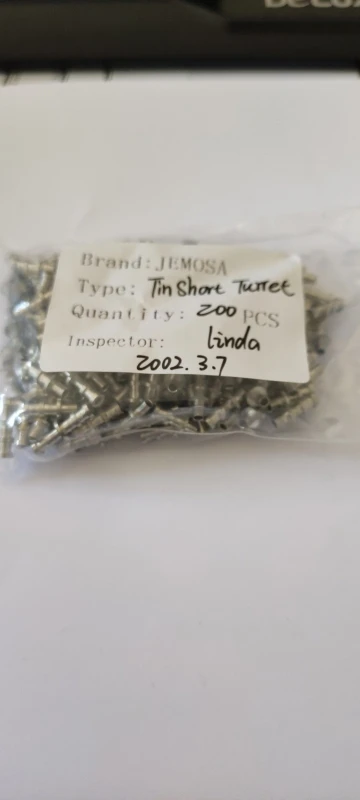 Brand: JEMOSA
Type: Tin Short Turret
Quantity: 200 PCS
Inspector: linda
2002.3.7